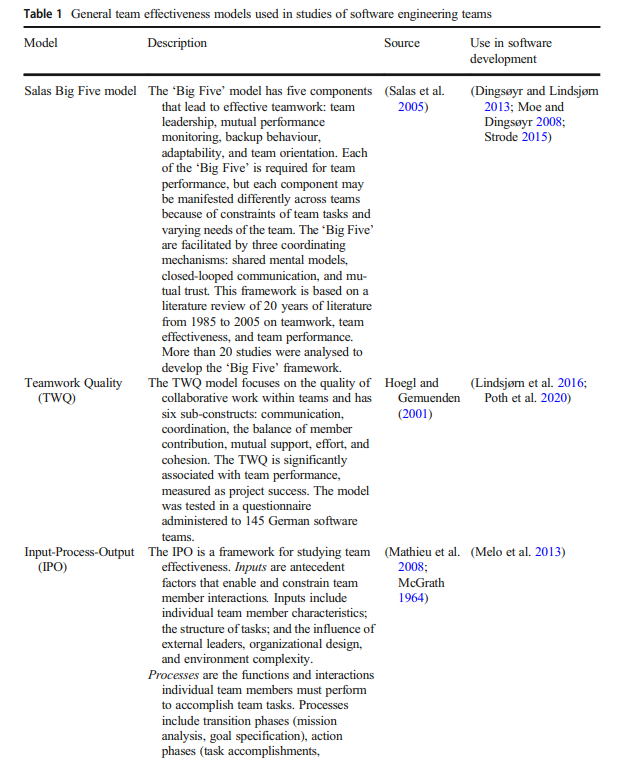 Table 1 General team effectiveness models used in studies of software engineering teams
Model Description Source Use in software
development
Salas Big Five model The ‘Big Five’ model has five components (Salas et al. (Dingsøyr and Lindsjørn
that lead to effective teamwork: team 2005) 2013; Moe and
leadership, mutual performance Dingsøyr 2008;
monitoring, backup behaviour, Strode 2015)
adaptability, and team orientation. Each
of the ‘Big Five’ is required for team
performance, but each component may
be manifested differently across teams
because of constraints of team tasks and
varying needs of the team. The ‘Big Five’
are facilitated by three coordinating
mechanisms: shared mental models,
closed-looped communication, and mu-
tual trust. This framework is based on a
literature review of 20 years of literature
from 1985 to 2005 on teamwork, team
effectiveness, and team performance.
More than 20 studies were analysed to
develop the ‘Big Five’ framework.
Teamwork Quality The TWQ model focuses on the quality of Hoegl and (Lindsjørn et al. 2016;
(TWQ) collaborative work within teams and has Gemuenden Poth et al. 2020)
six sub-constructs: communication, (2001)
coordination, the balance of member
contribution, mutual support, effort, and
cohesion. The TWQ is significantly
associated with team performance,
measured as project success. The model
was tested in a questionnaire
administered to 145 German software
teams.
Input-Process-Output The IPO is a framework for studying team (Mathieu et al. (Melo et al. 2013)
(IPO) effectiveness. Inputs are antecedent 2008;
factors that enable and constrain team McGrath
member interactions. Inputs include 1964)
individual team member characteristics;
the structure of tasks; and the influence of
external leaders, organizational design,
and environment complexity.
Processes are the functions and interactions
individual team members must perform
to accomplish team tasks. Processes
include transition phases (mission
analysis, goal specification), action
phases (task accomplishments,